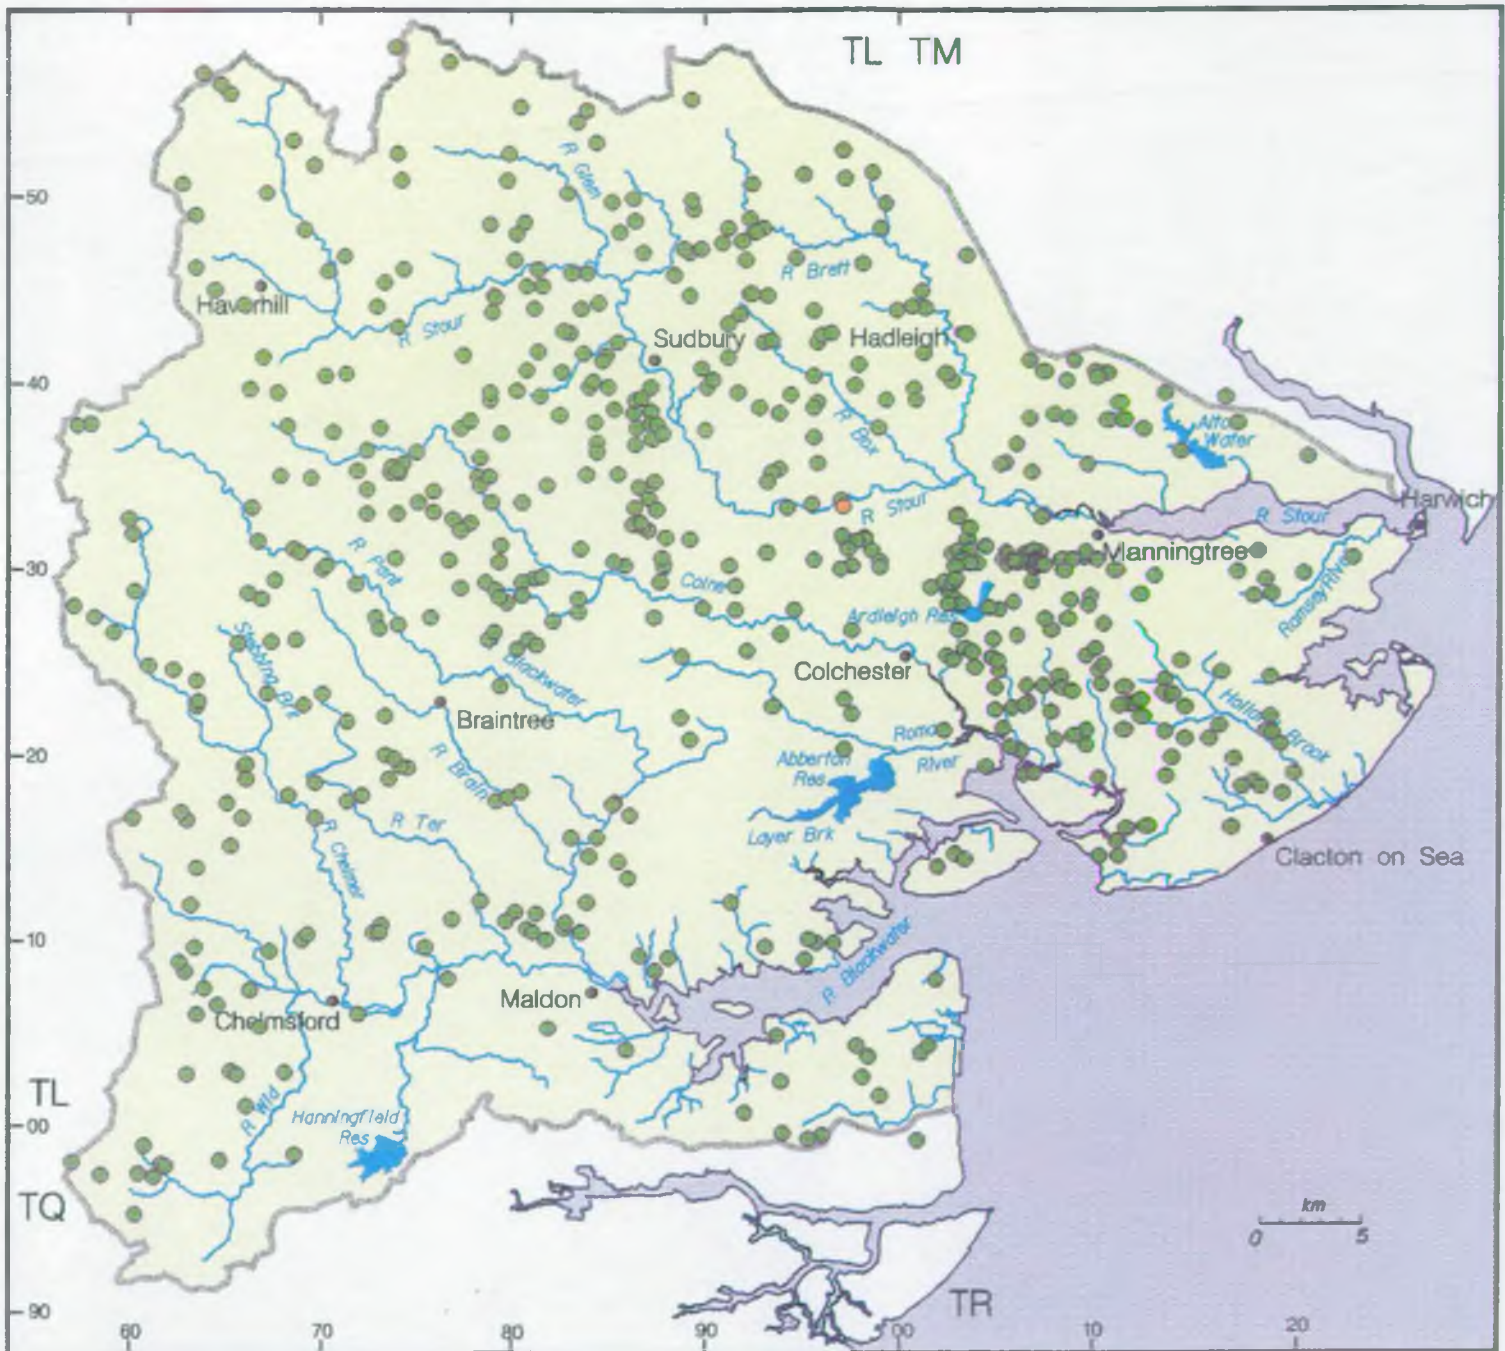 TL TM
R Glem
50
R Brett
Haverhill
R Stour
Sudbury
Hadleigh
40
R Box
Alton
Water
R Stour
Harwich
R Stour
Manningtree
30
R Pant
Colne
Ardleigh Res
Ramsey River
Stebbing Brk
Blackwater
Colchester
Holland Brook
Braintree
Roman
River
20
Abberton
Res
R Brain
R Ter
Layer Brk
R Chelmer
Clacton on Sea
10
R Blackwater
Maldon
Chelmsford
TL
R Wid
Hanningfield
Res
00
TQ
km
0 5
TR
90
60 70 80 90 00 10 20